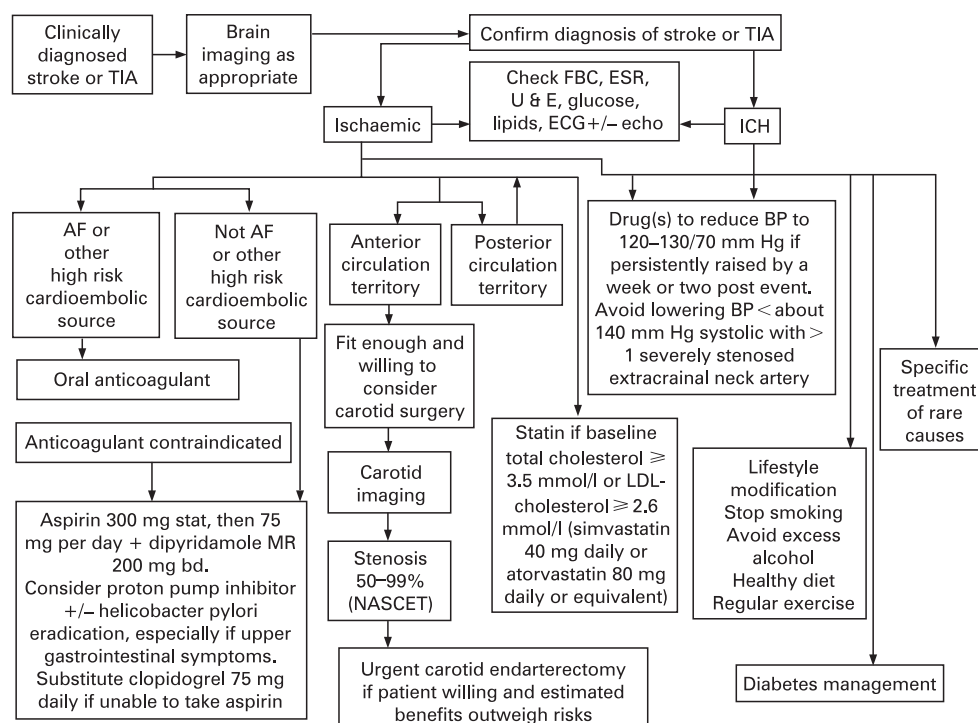 Clinically
diagnosed
stroke or TIA
Brain
imaging as
appropriate
Confirm diagnosis of stroke or TIA
Check FBC, ESR,
U & E, glucose,
lipids, ECG+/– echo
Ischaemic
ICH
AF or
other
high risk
cardioembolic
source
Not AF
or other
high risk
cardioembolic
source
Anterior
circulation
territory
Posterior
circulation
territory
Drug(s) to reduce BP to
120–130/70 mm Hg if
persistently raised by a
week or two post event.
Avoid lowering BP < about
140 mm Hg systolic with >
1 severely stenosed
extracrainal neck artery
Oral anticoagulant
Fit enough and
willing to
consider
carotid surgery
Specific
treatment
of rare
causes
Anticoagulant contraindicated
Carotid
imaging
Statin if baseline
total cholesterol ⩾
3.5 mmol/l or LDL-
cholesterol ⩾ 2.6
mmol/l (simvastatin
40 mg daily or
atorvastatin 80 mg
daily or equivalent)
Lifestyle
modification
Stop smoking
Avoid excess
alcohol
Healthy diet
Regular exercise
Aspirin 300 mg stat, then 75
mg per day + dipyridamole MR
200 mg bd.
Consider proton pump inhibitor
+/– helicobacter pylori
eradication, especially if upper
gastrointestinal symptoms.
Substitute clopidogrel 75 mg
daily if unable to take aspirin
Stenosis
50–99%
(NASCET)
Urgent carotid endarterectomy
if patient willing and estimated
benefits outweigh risks
Diabetes management